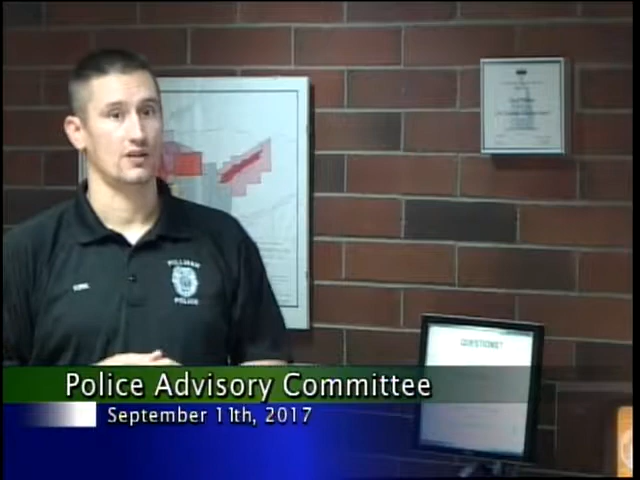 PULLMAN
POLICE
QUESTIONS?
Police Advisory Committee
September 11th, 2017